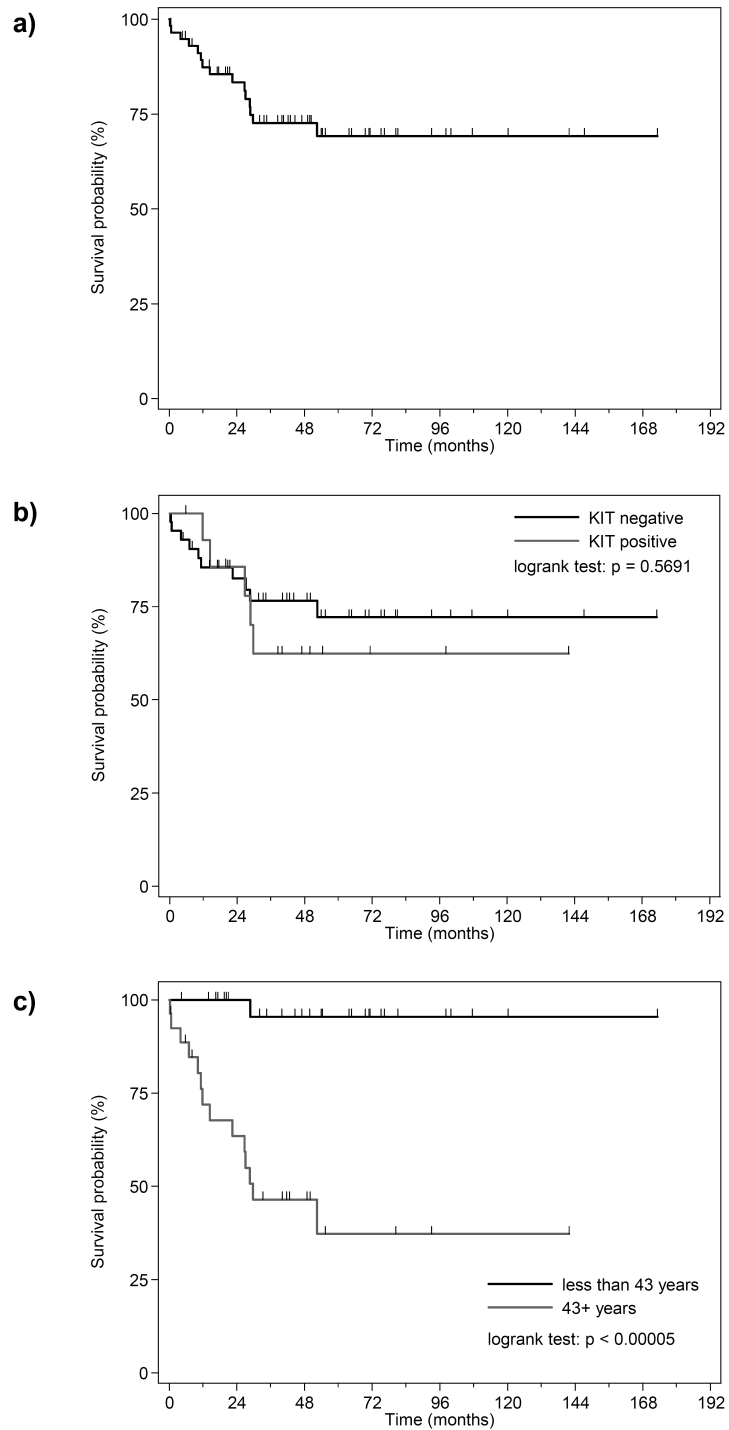 a)
Survival probability (%)
100
75
50
25
0
0 24 48 72 96 120 144 168 192
Time (months)
b)
Survival probability (%)
100
75
50
25
0
KIT negative
KIT positive
logrank test: p = 0.5691
0 24 48 72 96 120 144 168 192
Time (months)
c)
Survival probability (%)
100
75
50
25
0
less than 43 years
43+ years
logrank test: p < 0.00005
0 24 48 72 96 120 144 168 192
Time (months)